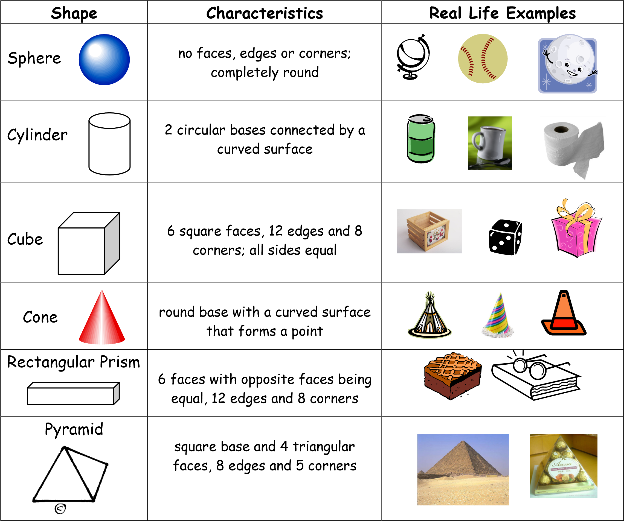 Shape
Characteristics
Real Life Examples
Sphere
no faces, edges or corners;
completely round
Cylinder
2 circular bases connected by a
curved surface
Cube
6 square faces, 12 edges and 8
corners; all sides equal
Cone
round base with a curved surface
that forms a point
Rectangular Prism
6 faces with opposite faces being
equal, 12 edges and 8 corners
Pyramid
square base and 4 triangular
faces, 8 edges and 5 corners
©